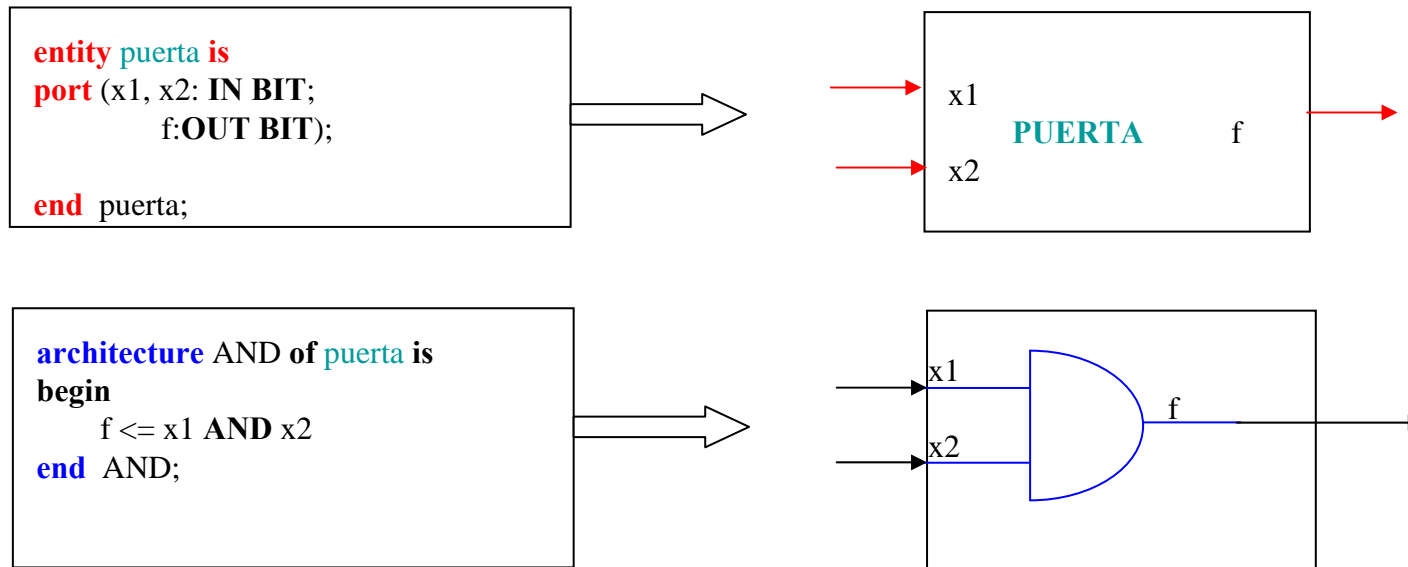 entity puerta is
port (x1, x2: IN BIT;
f:OUT BIT);
end puerta;
x1
PUERTA f
x2
architecture AND of puerta is
begin
f <= x1 AND x2
end AND;
x1
f
x2